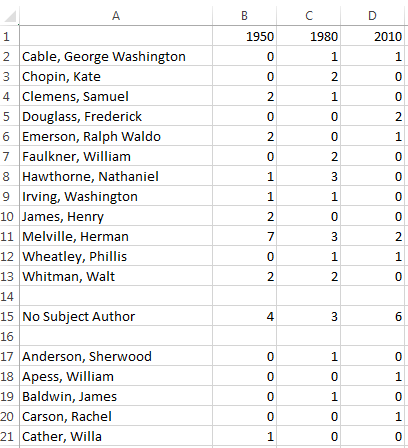 A B C D
1 1950 1980 2010
2 Cable, George Washington 0 1 1
3 Chopin, Kate 0 2 0
4 Clemens, Samuel 2 1 0
5 Douglass, Frederick 0 0 2
6 Emerson, Ralph Waldo 2 0 1
7 Faulkner, William 0 2 0
8 Hawthorne, Nathaniel 1 3 0
9 Irving, Washington 1 1 0
10 James, Henry 2 0 0
11 Melville, Herman 7 3 2
12 Wheatley, Phillis 0 1 1
13 Whitman, Walt 2 2 0
14
15 No Subject Author 4 3 6
16
17 Anderson, Sherwood 0 1 0
18 Apess, William 0 0 1
19 Baldwin, James 0 1 0
20 Carson, Rachel 0 0 1
21 Cather, Willa 1 0 0